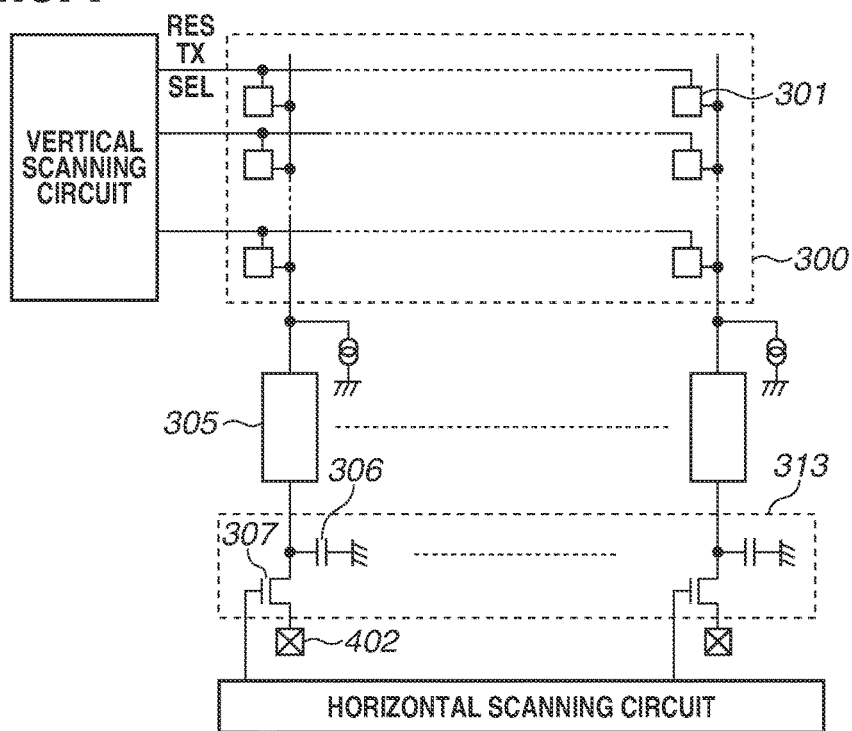 RES
TX
SEL
VERTICAL
SCANNING
CIRCUIT
301
300
305
306
313
307
402
HORIZONTAL SCANNING CIRCUIT